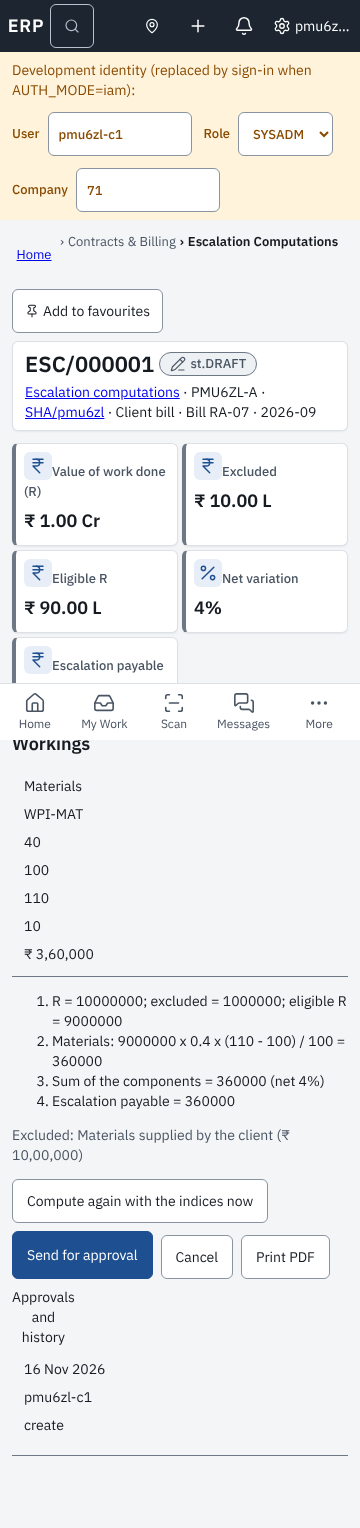 ERP
pmu6z...
Development identity (replaced by sign-in when
AUTH_MODE=iam):
User pmu6zl-c1 Role SYSADM
Company 71
Home › Contracts & Billing › Escalation Computations
Add to favourites
ESC/000001 st.DRAFT
Escalation computations · PMU6ZL-A ·
SHA/pmu6zl · Client bill · Bill RA-07 · 2026-09
Value of work done
(R)
₹ 1.00 Cr
Excluded
₹ 10.00 L
Eligible R
₹ 90.00 L
Net variation
4%
Escalation payable
Home My Work Scan Messages More
Workings
Materials
WPI-MAT
40
100
110
10
₹ 3,60,000
1. R = 10000000; excluded = 1000000; eligible R
= 9000000
2. Materials: 9000000 x 0.4 x (110 - 100) / 100 =
360000
3. Sum of the components = 360000 (net 4%)
4. Escalation payable = 360000
Excluded: Materials supplied by the client (₹
10,00,000)
Compute again with the indices now
Send for approval Cancel Print PDF
Approvals
and
history
16 Nov 2026
pmu6zl-c1
create